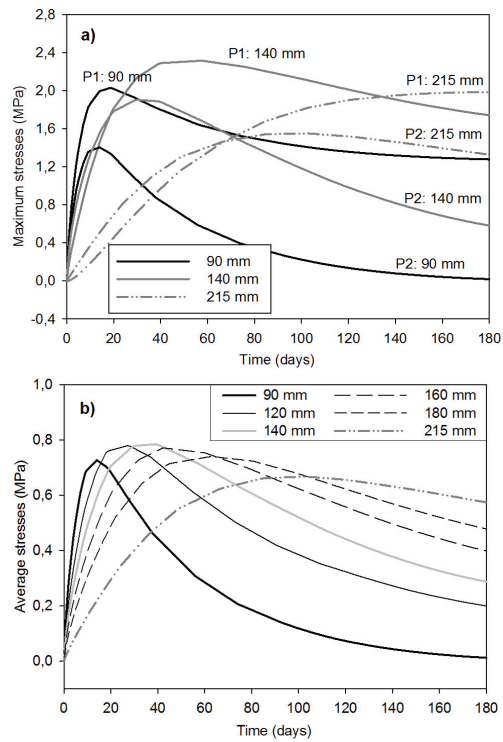 a)
Maximum stresses (MPa)
2,8
2,4
2,0
1,6
1,2
0,8
0,4
0,0
-0,4
P1: 90 mm
P1: 140 mm
P1: 215 mm
P2: 215 mm
P2: 140 mm
P2: 90 mm
90 mm
140 mm
215 mm
0 20 40 60 80 100 120 140 160 180
Time (days)
b)
Average stresses (MPa)
1,0
0,8
0,6
0,4
0,2
0,0
90 mm 160 mm
120 mm 180 mm
140 mm 215 mm
0 20 40 60 80 100 120 140 160 180
Time (days)